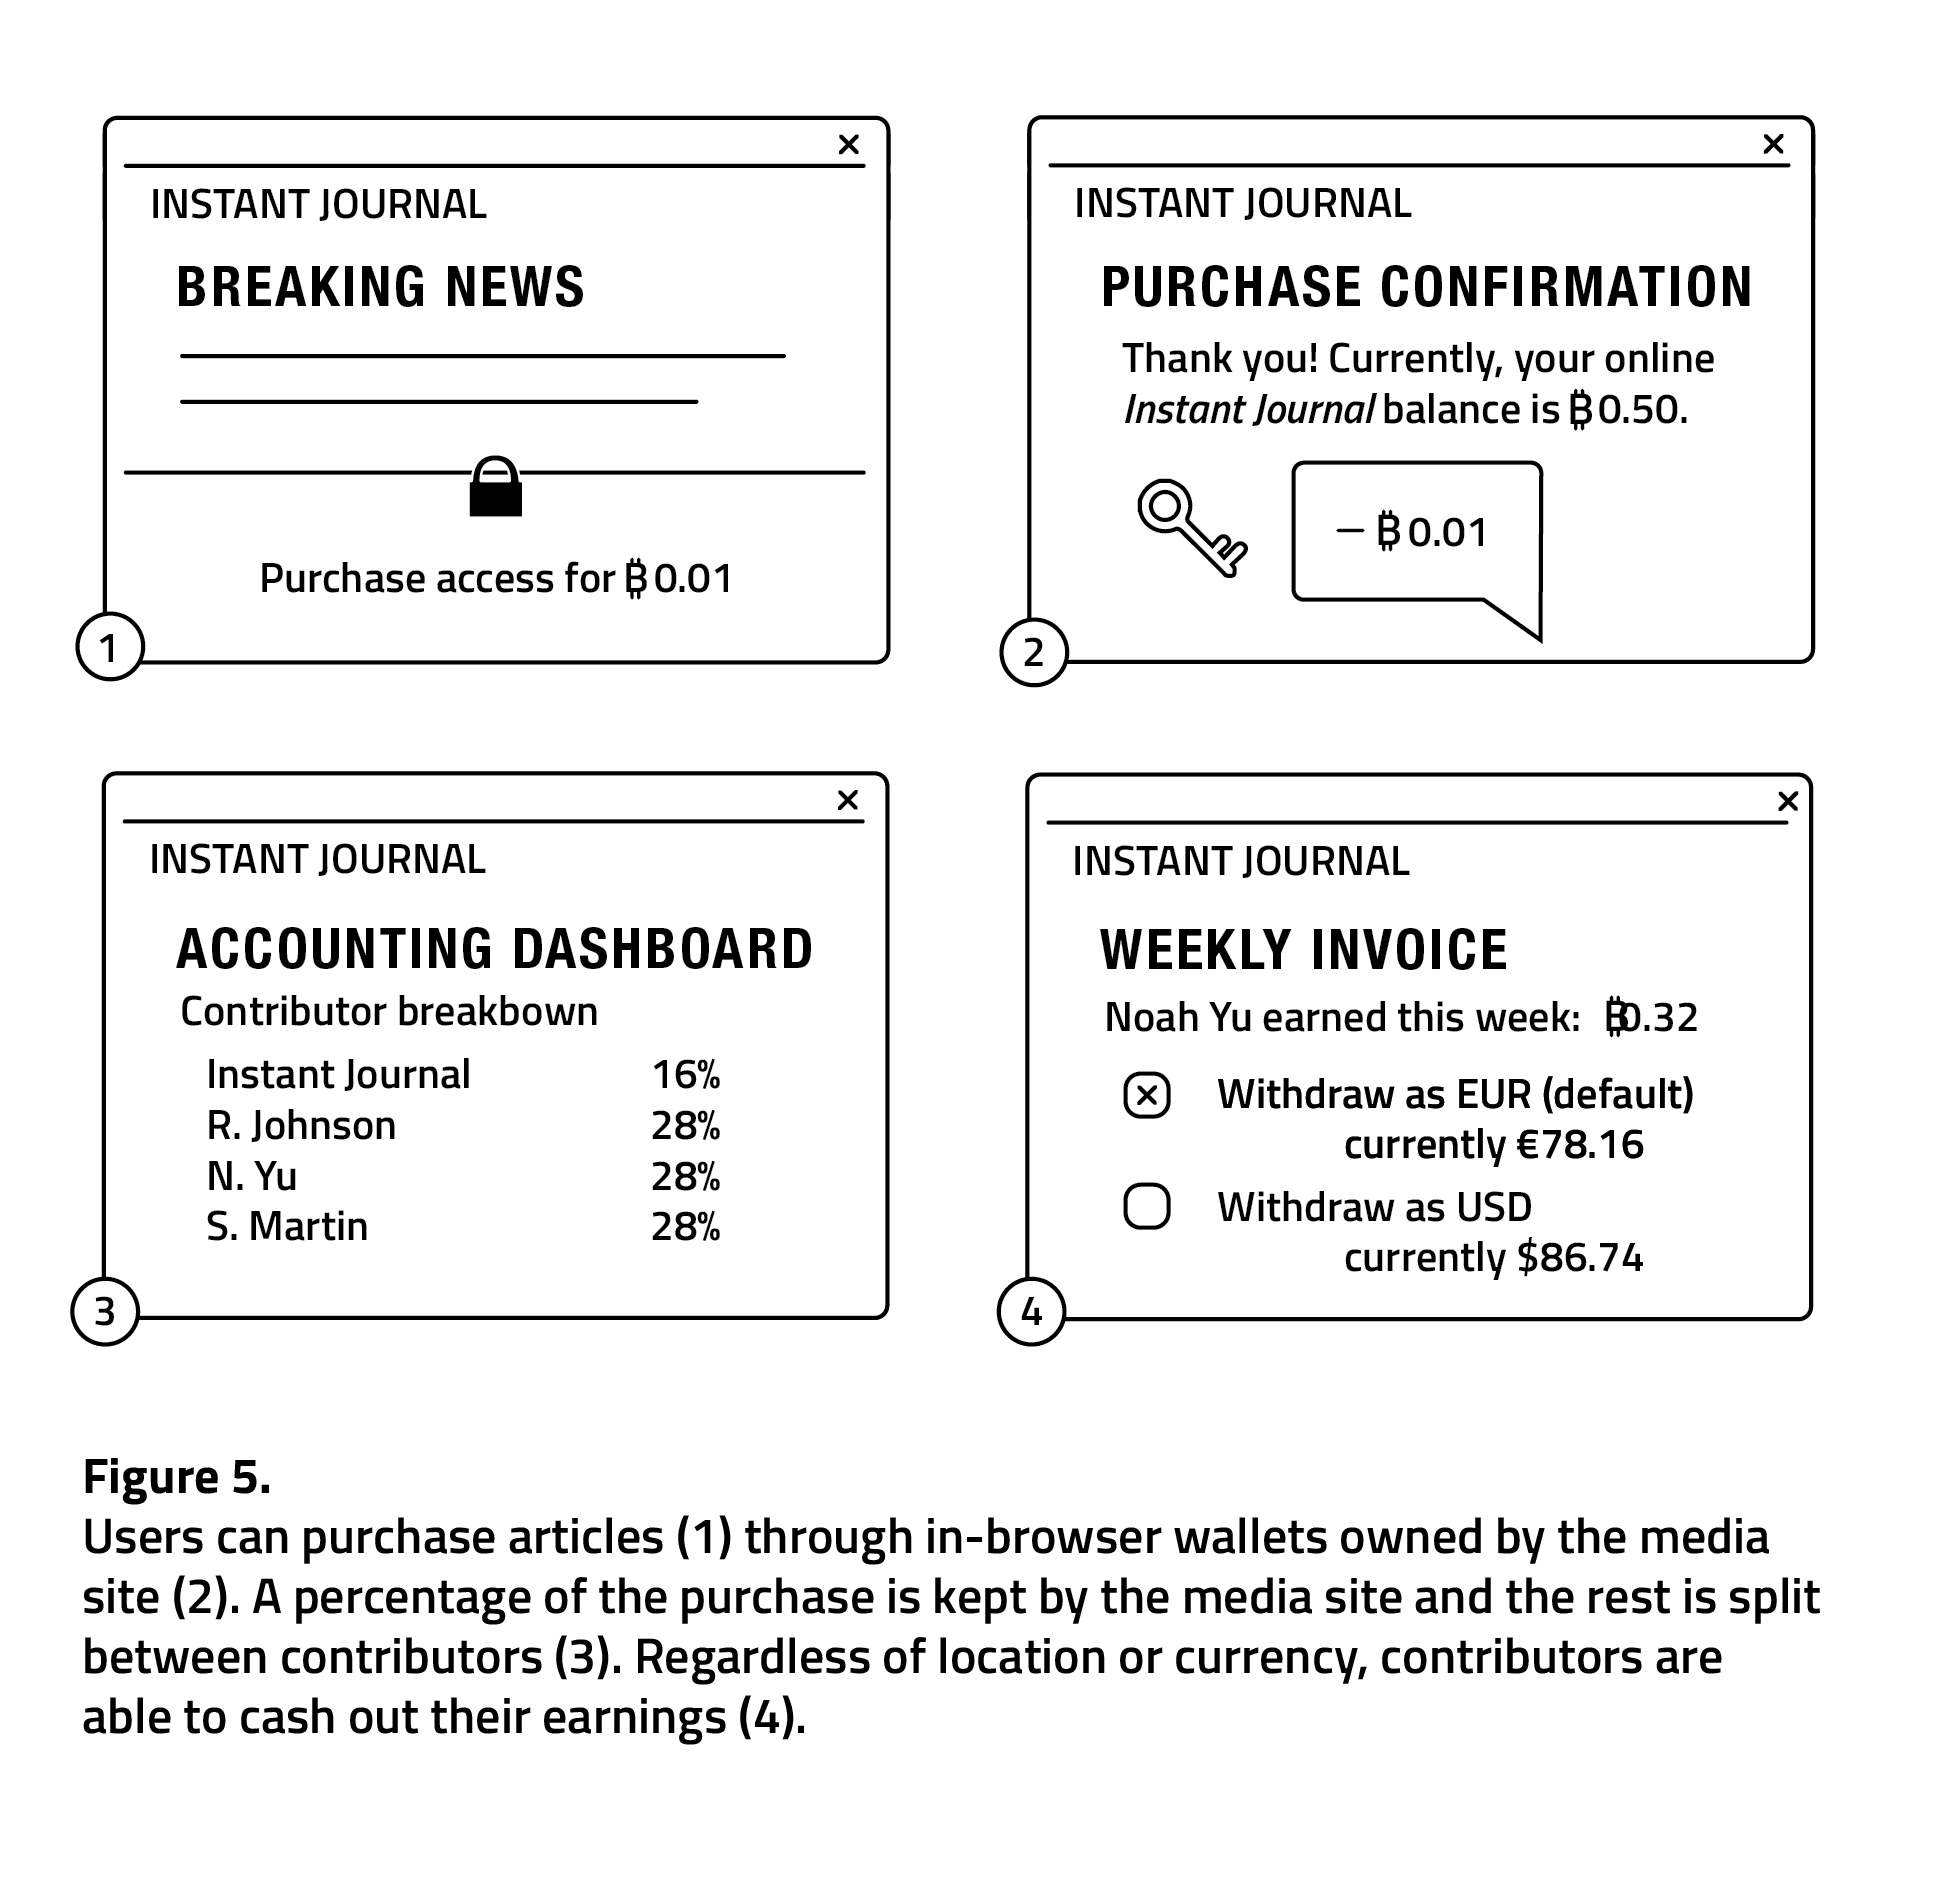 ×
INSTANT JOURNAL
BREAKING NEWS
Purchase access for ₿0.01
1
×
INSTANT JOURNAL
PURCHASE CONFIRMATION
Thank you! Currently, your online
Instant Journal balance is ₿0.50.
– ₿0.01
2
×
INSTANT JOURNAL
ACCOUNTING DASHBOARD
Contributor breakbown
Instant Journal 16%
R. Johnson 28%
N. Yu 28%
S. Martin 28%
3
×
INSTANT JOURNAL
WEEKLY INVOICE
Noah Yu earned this week: ₿0.32
× Withdraw as EUR (default)
currently €78.16
Withdraw as USD
currently $86.74
4
Figure 5.
Users can purchase articles (1) through in-browser wallets owned by the media
site (2). A percentage of the purchase is kept by the media site and the rest is split
between contributors (3). Regardless of location or currency, contributors are
able to cash out their earnings (4).